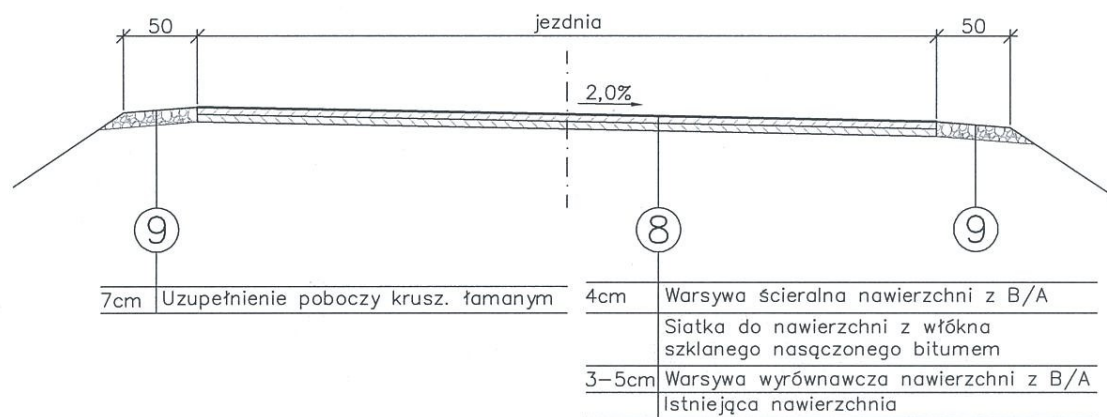 50 jezdnia 50
2,0%
9 8 9
7cm Uzupełnienie poboczy krusz. łamanym
4cm Warsywa ścieralna nawierzchni z B/A
Siatka do nawierzchni z włókna
szklanego nasączonego bitumem
3-5cm Warsywa wyrównawcza nawierzchni z B/A
Istniejąca nawierzchnia